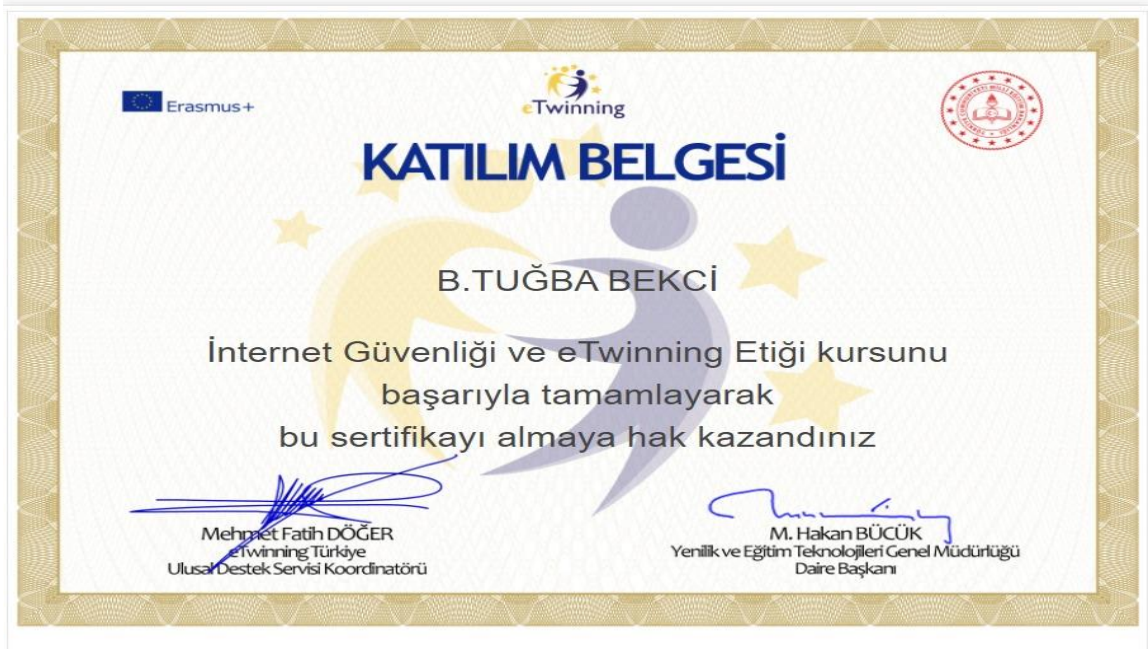 Erasmus+
eTwinning
KATILIM BELGESİ
B.TUĞBA BEKCİ
İnternet Güvenliği ve eTwinning Etiği kursunu
başarıyla tamamlayarak
bu sertifikayı almaya hak kazandınız
Mehmet Fatih DÖĞER
eTwinning Türkiye
Ulusal Destek Servisi Koordinatörü
M. Hakan BÜCÜK
Yenilik ve Eğitim Teknolojileri Genel Müdürlüğü
Daire Başkanı